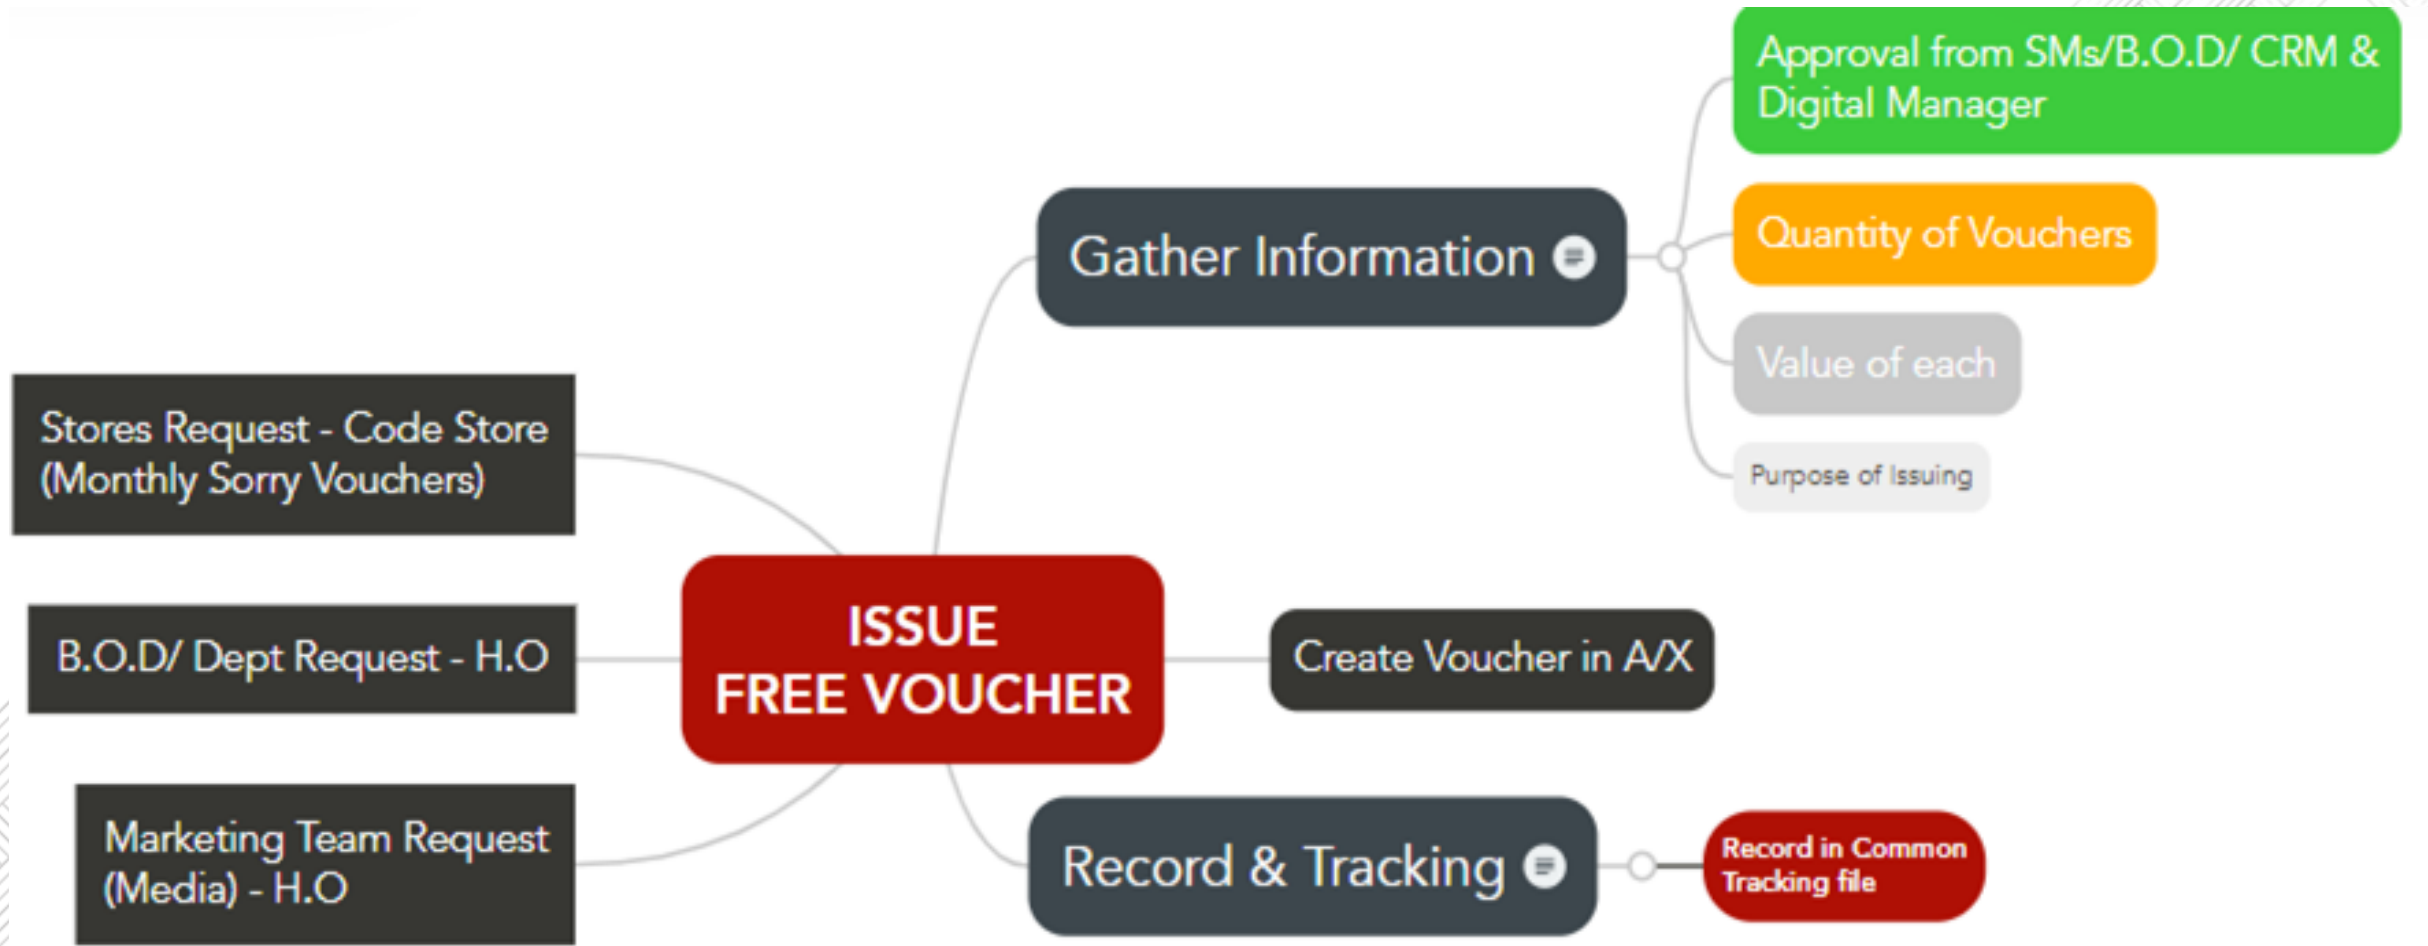 Approval from SMs/B.O.D/ CRM &
Digital Manager
Gather Information
Quantity of Vouchers
Value of each
Purpose of Issuing
Stores Request - Code Store
(Monthly Sorry Vouchers)
B.O.D/ Dept Request - H.O
Marketing Team Request
(Media) - H.O
ISSUE
FREE VOUCHER
Create Voucher in A/X
Record & Tracking
Record in Common
Tracking file